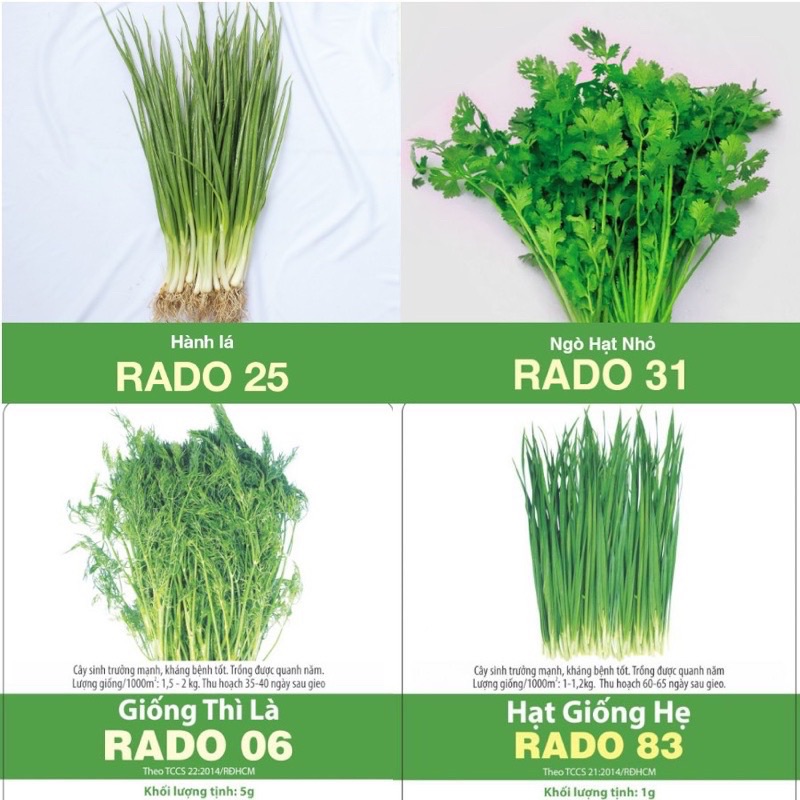 Hành lá
RADO 25
Ngò Hạt Nhỏ
RADO 31
Cây sinh trưởng mạnh, kháng bệnh tốt. Trồng được quanh năm.
Lượng giống/1000m²: 1,5 - 2 kg. Thu hoạch 35-40 ngày sau gieo
Giống Thì Là
RADO 06
Theo TCCS 22:2014/RĐHCM
Khối lượng tịnh: 5g
Cây sinh trưởng mạnh, kháng bệnh tốt. Trồng được quanh năm
Lượng giống/1000m²: 1-1,2kg. Thu hoạch 60-65 ngày sau gieo.
Hạt Giống Hẹ
RADO 83
Theo TCCS 21:2014/RĐHCM
Khối lượng tịnh: 1g